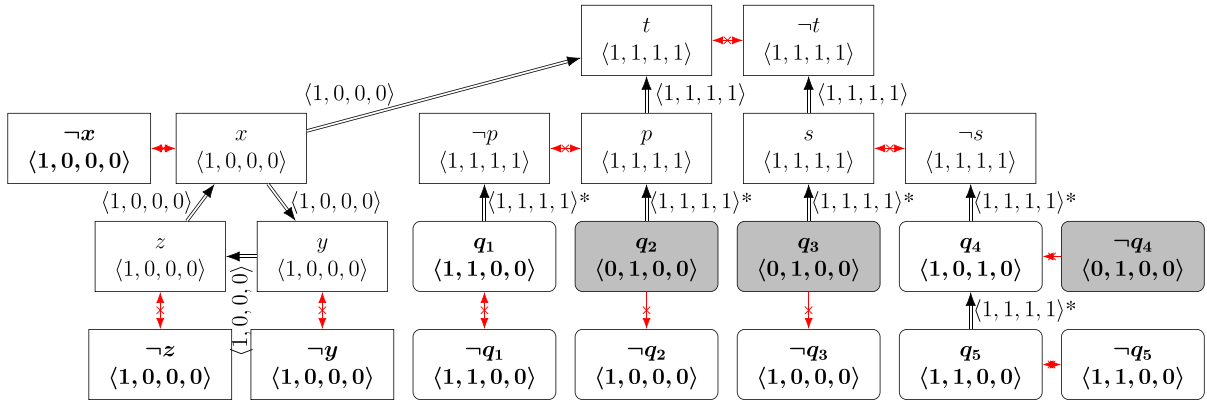 t
⟨1, 1, 1, 1⟩
¬t
⟨1, 1, 1, 1⟩
⟨1, 0, 0, 0⟩
⟨1, 1, 1, 1⟩
⟨1, 1, 1, 1⟩
¬x
⟨1, 0, 0, 0⟩
x
⟨1, 0, 0, 0⟩
¬p
⟨1, 1, 1, 1⟩
p
⟨1, 1, 1, 1⟩
s
⟨1, 1, 1, 1⟩
¬s
⟨1, 1, 1, 1⟩
⟨1, 0, 0, 0⟩
⟨1, 0, 0, 0⟩
⟨1, 1, 1, 1⟩*
⟨1, 1, 1, 1⟩*
⟨1, 1, 1, 1⟩*
⟨1, 1, 1, 1⟩*
z
⟨1, 0, 0, 0⟩
y
⟨1, 0, 0, 0⟩
q₁
⟨1, 1, 0, 0⟩
q₂
⟨0, 1, 0, 0⟩
q₃
⟨0, 1, 0, 0⟩
q₄
⟨1, 0, 1, 0⟩
¬q₄
⟨0, 1, 0, 0⟩
⟨1, 0, 0, 0⟩
⟨1, 1, 1, 1⟩*
¬z
⟨1, 0, 0, 0⟩
¬y
⟨1, 0, 0, 0⟩
¬q₁
⟨1, 1, 0, 0⟩
¬q₂
⟨1, 0, 0, 0⟩
¬q₃
⟨1, 0, 0, 0⟩
q₅
⟨1, 1, 0, 0⟩
¬q₅
⟨1, 1, 0, 0⟩